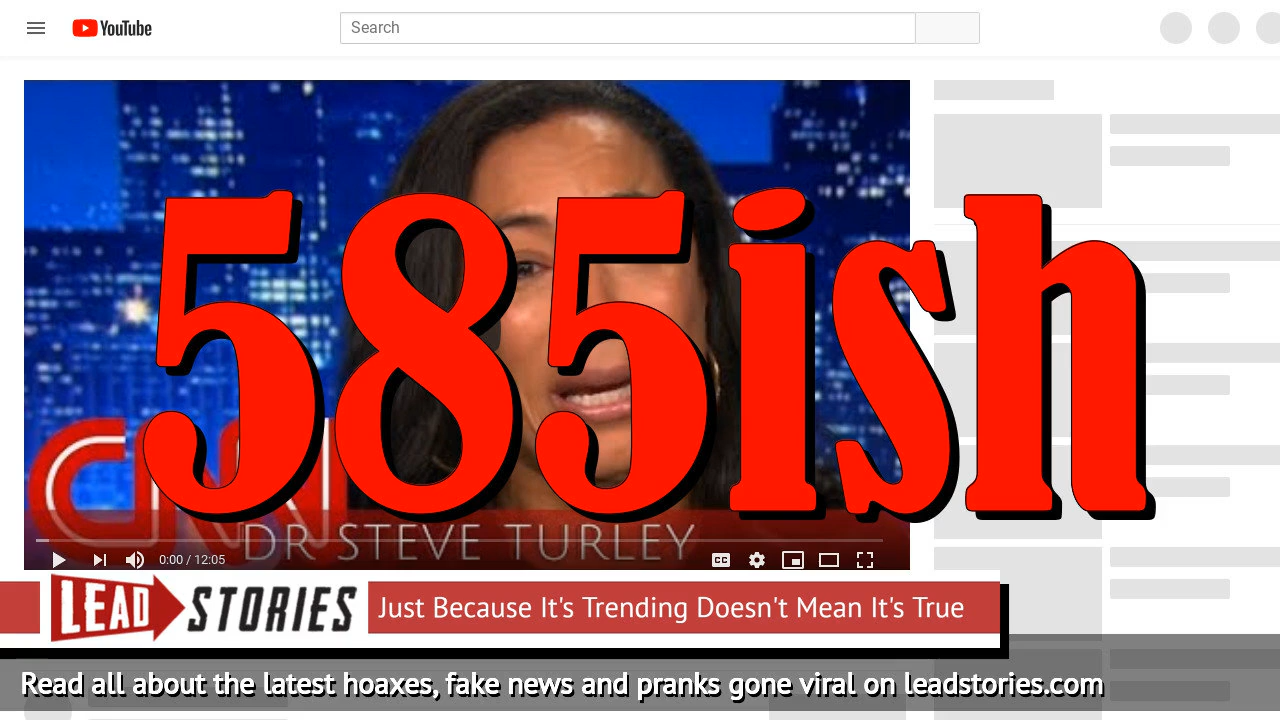 YouTube
Search
585ish
CNN
DR STEVE TURLEY
0:00 / 12:05
CC
LEAD STORIES
Just Because It's Trending Doesn't Mean It's True
Read all about the latest hoaxes, fake news and pranks gone viral on leadstories.com